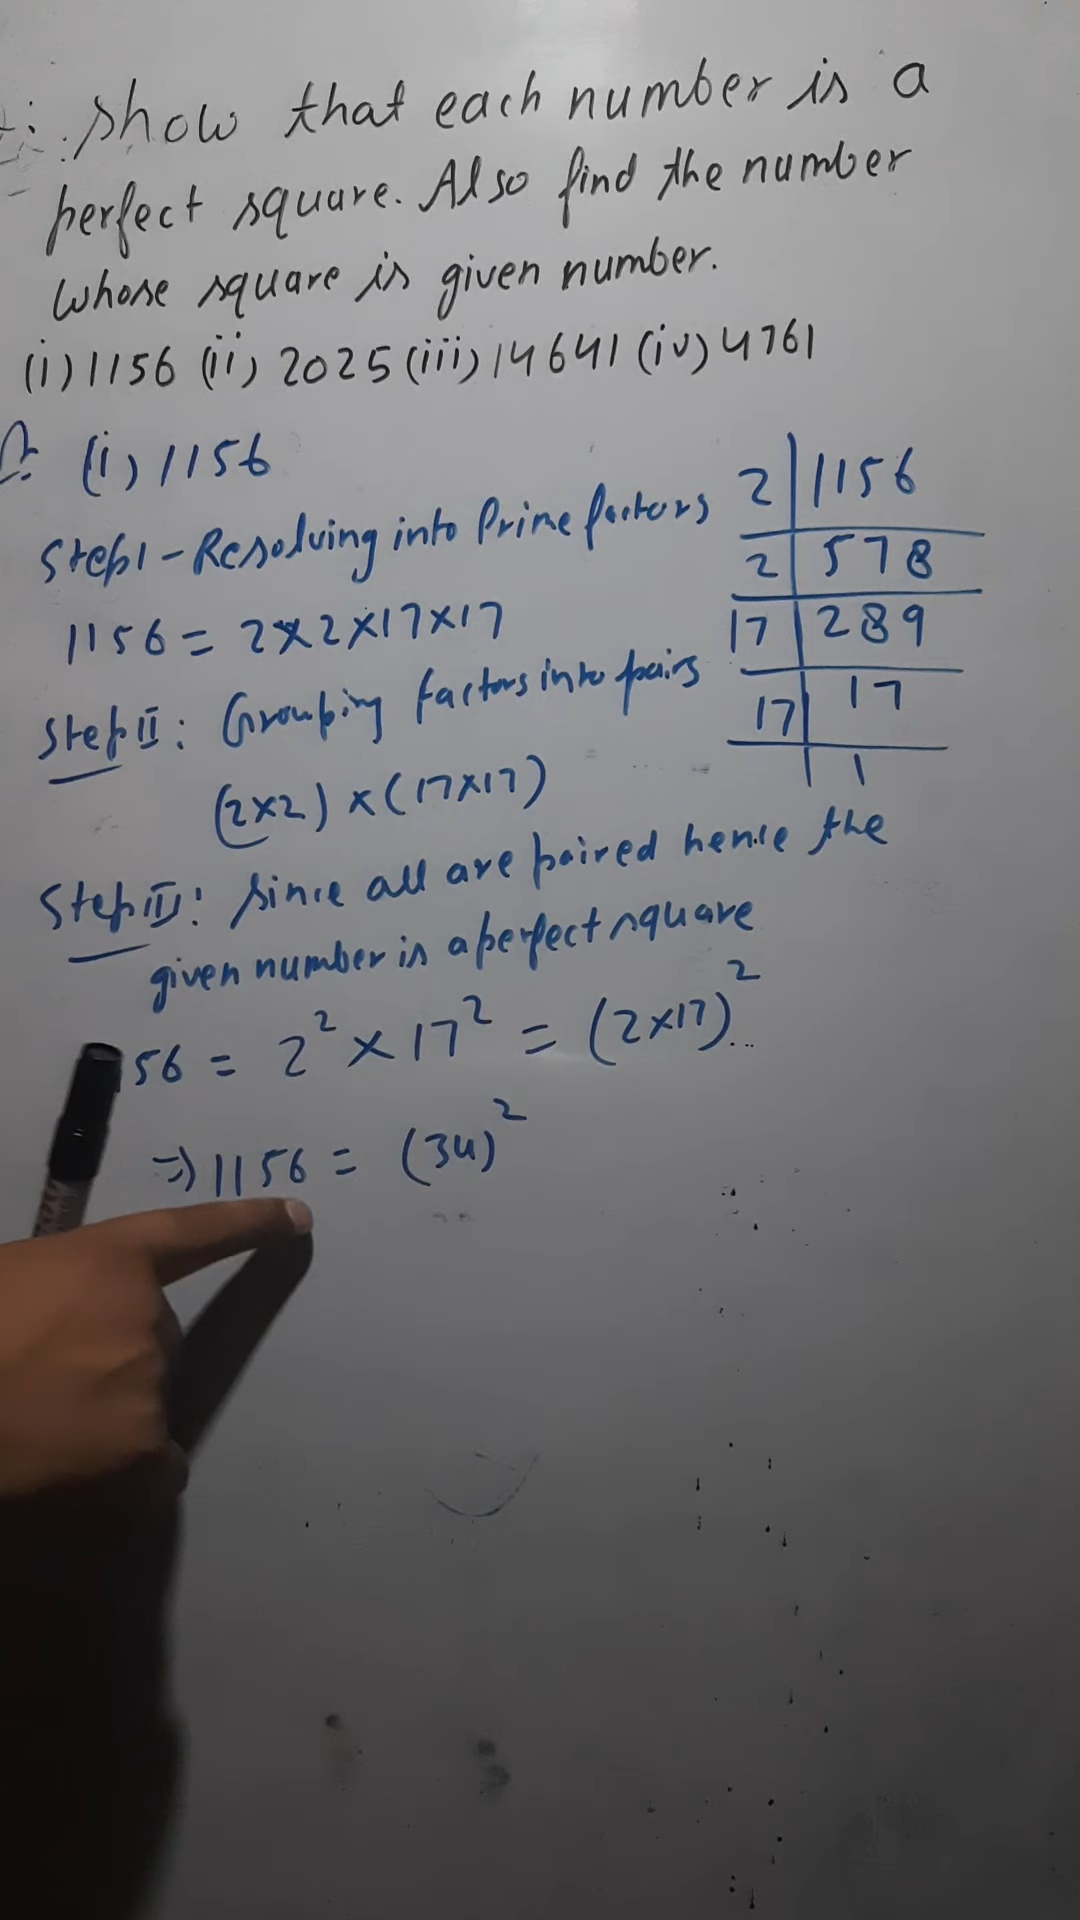 : show that each number is a
perfect square. Also find the number
whose square is given number.
(i) 1156 (ii) 2025 (iii) 14641 (iv) 4761
(i) 1156
Step1 - Resolving into Prime factors
1156 = 2×2×17×17
Step II: Grouping factors into pairs
(2×2) × (17×17)
Step III: Since all are paired hence the
given number is a perfect square
56 = 2² × 17² = (2×17)²
⇒ 1156 = (34)²
2 | 1156
2 | 578
17 | 289
17 | 17
| 1